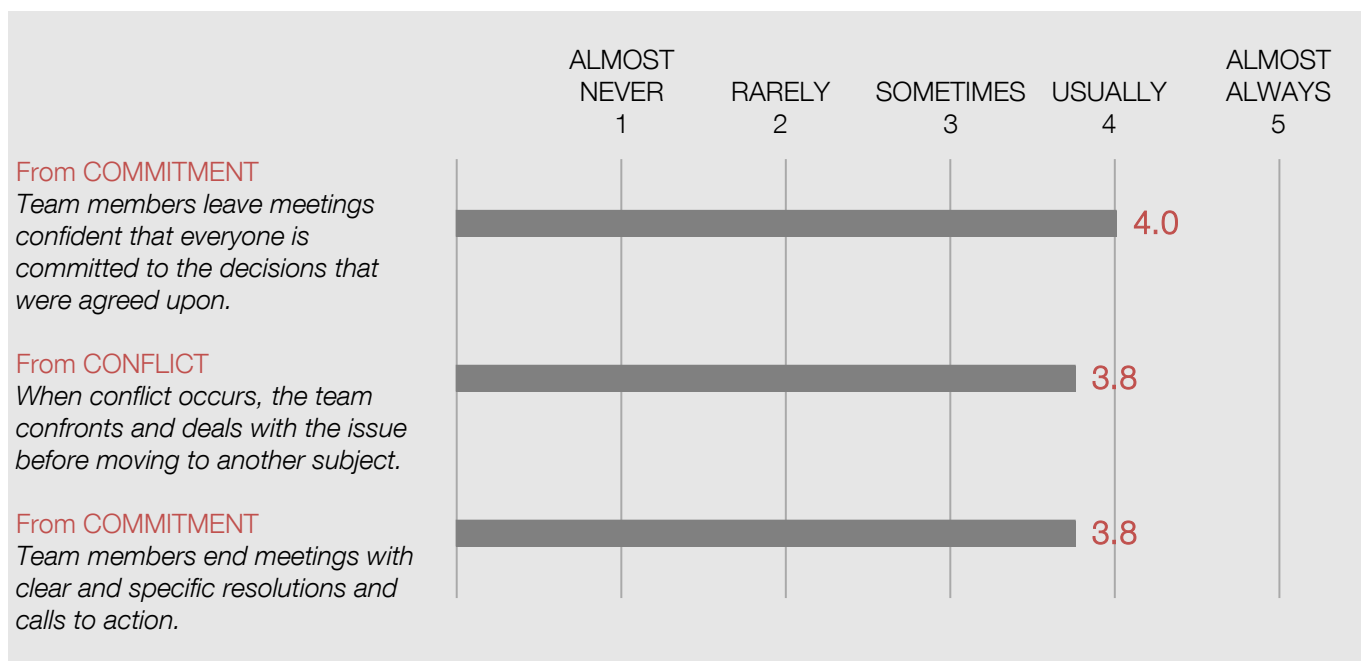 ALMOST
NEVER
1
RARELY
2
SOMETIMES
3
USUALLY
4
ALMOST
ALWAYS
5
From COMMITMENT
Team members leave meetings
confident that everyone is
committed to the decisions that
were agreed upon.
4.0
From CONFLICT
When conflict occurs, the team
confronts and deals with the issue
before moving to another subject.
3.8
From COMMITMENT
Team members end meetings with
clear and specific resolutions and
calls to action.
3.8